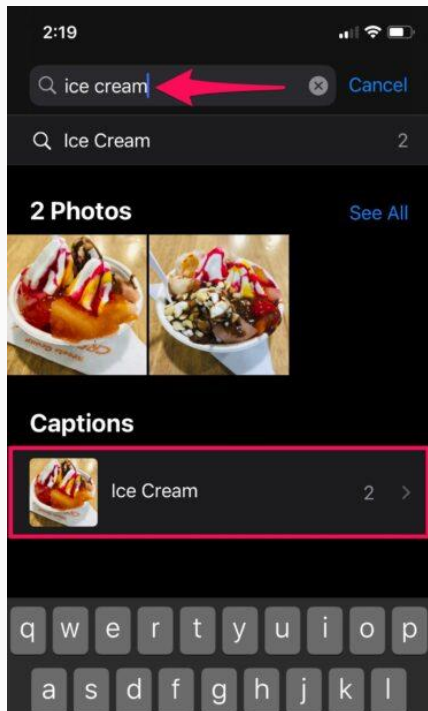 2:19
ice cream
Cancel
Ice Cream
2
2 Photos
See All
Captions
Ice Cream
2
q w e r t y u i o p
a s d f g h j k l